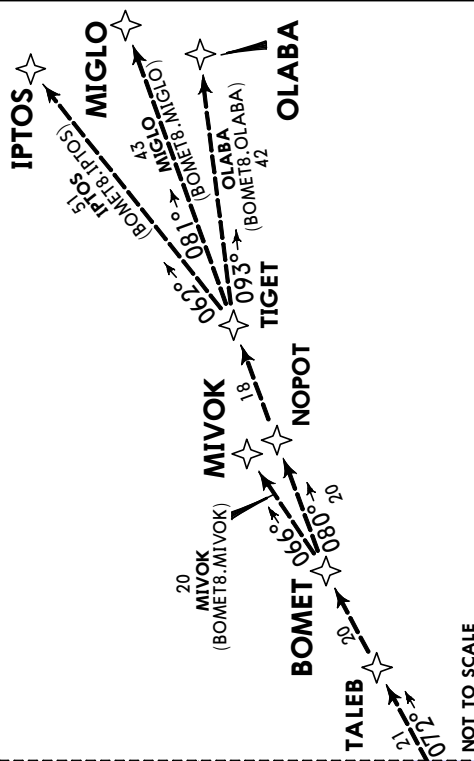 IPTOS
MIGLO
OLABA
51
IPTOS
(BOMET8.IPTOS)
062°
43
MIGLO
(BOMET8.MIGLO)
081°
OLABA
(BOMET8.OLABA)
42
093°
TIGET
18
NOPOT
MIVOK
20
MIVOK
(BOMET8.MIVOK)
066°
080°
20
BOMET
20
TALEB
21
072°
NOT TO SCALE